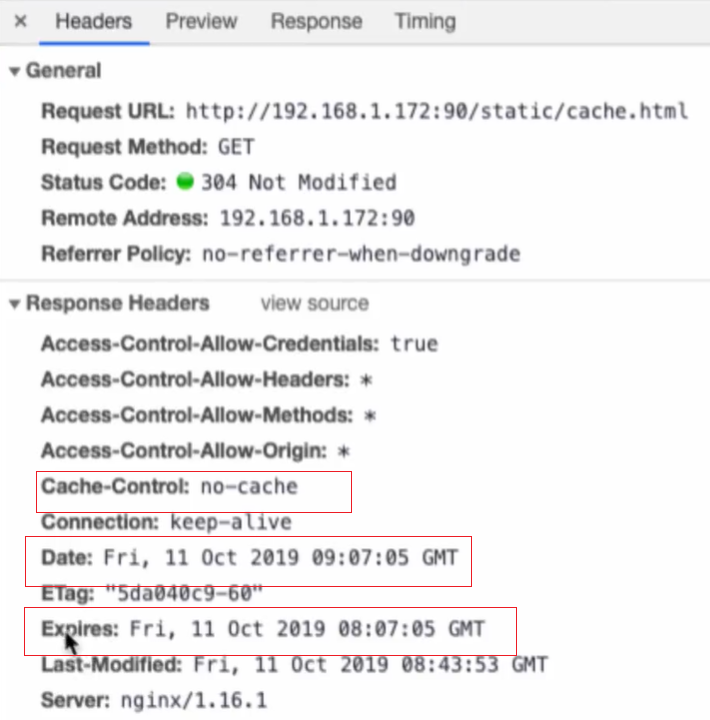 × Headers Preview Response Timing
▼ General
Request URL: http://192.168.1.172:90/static/cache.html
Request Method: GET
Status Code: 304 Not Modified
Remote Address: 192.168.1.172:90
Referrer Policy: no-referrer-when-downgrade
▼ Response Headers view source
Access-Control-Allow-Credentials: true
Access-Control-Allow-Headers: *
Access-Control-Allow-Methods: *
Access-Control-Allow-Origin: *
Cache-Control: no-cache
Connection: keep-alive
Date: Fri, 11 Oct 2019 09:07:05 GMT
ETag: "5da040c9-60"
Expires: Fri, 11 Oct 2019 08:07:05 GMT
Last-Modified: Fri, 11 Oct 2019 08:43:53 GMT
Server: nginx/1.16.1